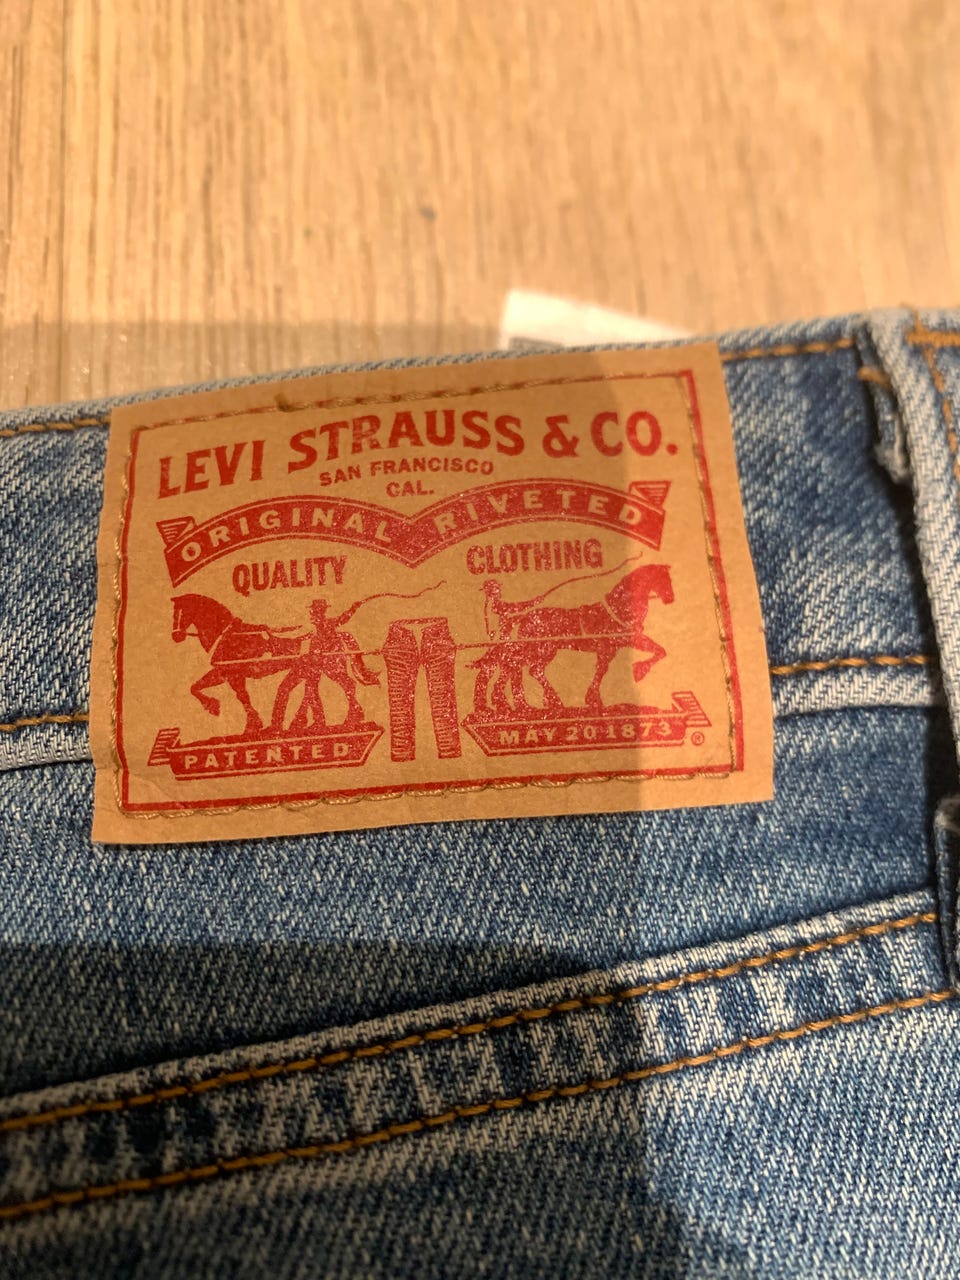 LEVI STRAUSS & CO.
SAN FRANCISCO
CAL.
ORIGINAL RIVETED
QUALITY CLOTHING
PATENTED MAY 20 1873 ®